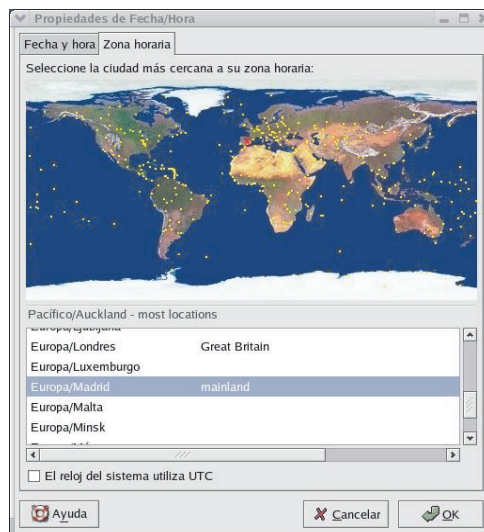 Propiedades de Fecha/Hora
Fecha y hora Zona horaria
Seleccione la ciudad más cercana a su zona horaria:
Pacífico/Auckland - most locations
Europa/Ljubljana
Europa/Londres Great Britain
Europa/Luxemburgo
Europa/Madrid mainland
Europa/Malta
Europa/Minsk
El reloj del sistema utiliza UTC
Ayuda Cancelar OK